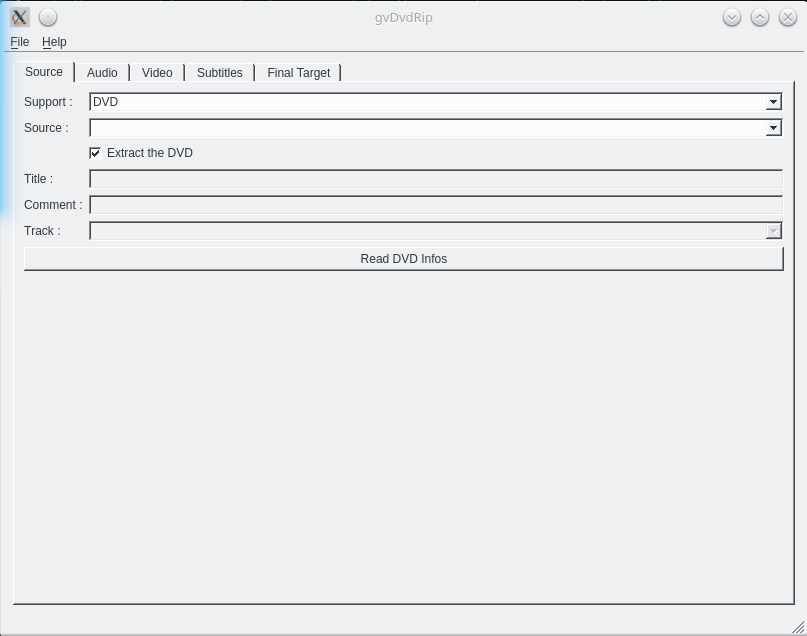 gvDvdRip
File Help
Source Audio Video Subtitles Final Target
Support : DVD
Source :
Extract the DVD
Title :
Comment :
Track :
Read DVD Infos